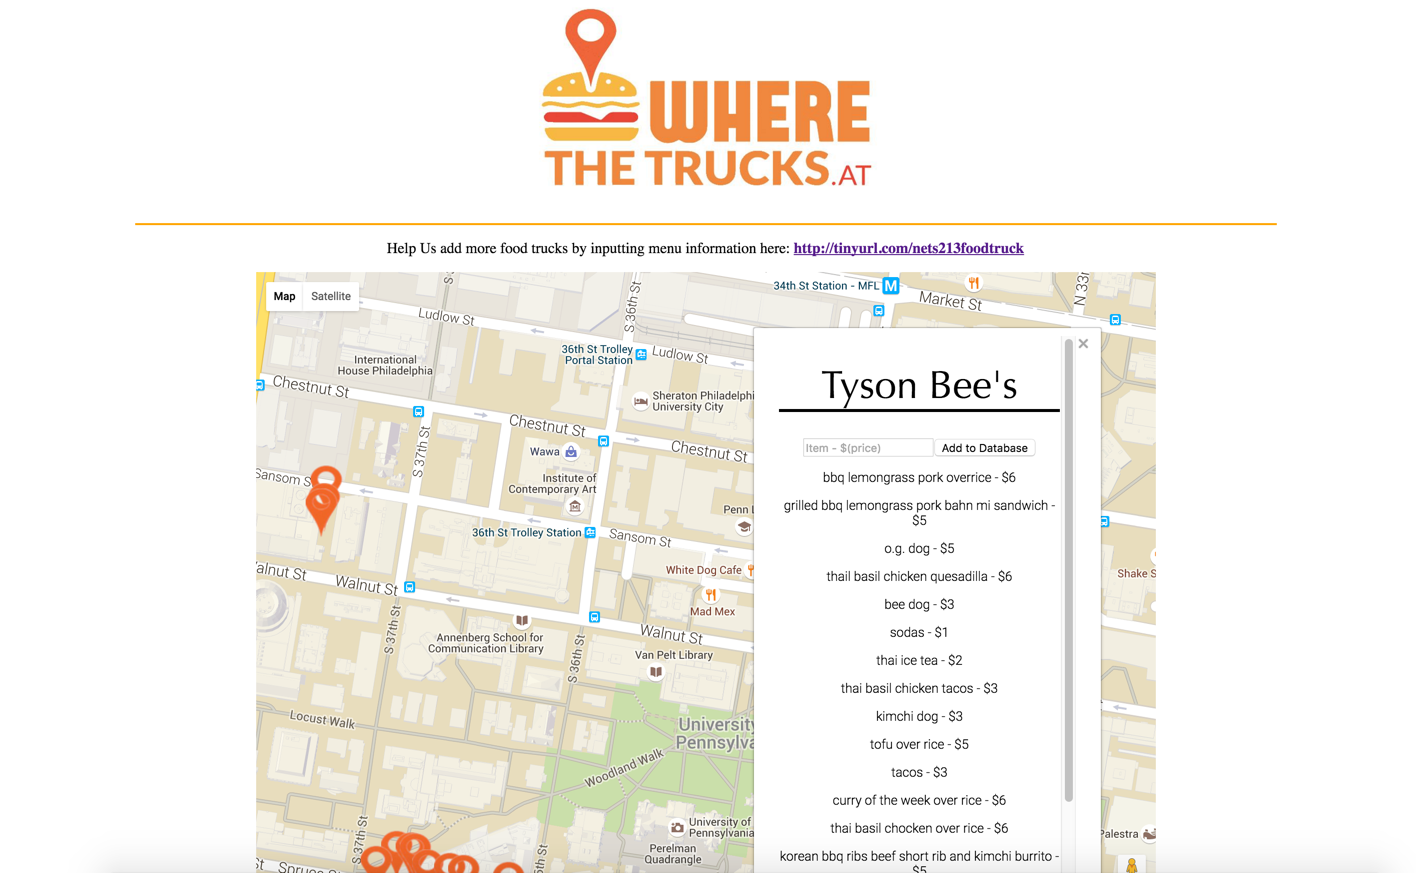 WHERE
THE TRUCKS.AT
Help Us add more food trucks by inputting menu information here: http://tinyurl.com/nets213foodtruck
Map Satellite
34th St Station - MFL M
Market St
N 33r
S 36th St
Ludlow St
36th St Trolley
Portal Station
Ludlow St
International
House Philadelphia
Chestnut St
Sheraton Philadelphi
University City
Chestnut St
Chestnut St
S 37th St
Wawa
Institute of
Contemporary Art
Sansom St
Penn L
36th St Trolley Station
Sansom St
White Dog Cafe
Mad Mex
Shake S
alnut St
Walnut St
Annenberg School for
Communication Library
Walnut St
Van Pelt Library
S 37th St
S 36th St
Locust Walk
University
Pennsylva
Woodland Walk
University of
Pennsylvania
Perelman
Quadrangle
Palestra
S 37th St
36th St
Spruce St
St
Tyson Bee's
×
Item - $(price) Add to Database
bbq lemongrass pork overrice - $6
grilled bbq lemongrass pork bahn mi sandwich -
$5
o.g. dog - $5
thail basil chicken quesadilla - $6
bee dog - $3
sodas - $1
thai ice tea - $2
thai basil chicken tacos - $3
kimchi dog - $3
tofu over rice - $5
tacos - $3
curry of the week over rice - $6
thai basil chocken over rice - $6
korean bbq ribs beef short rib and kimchi burrito -
$5